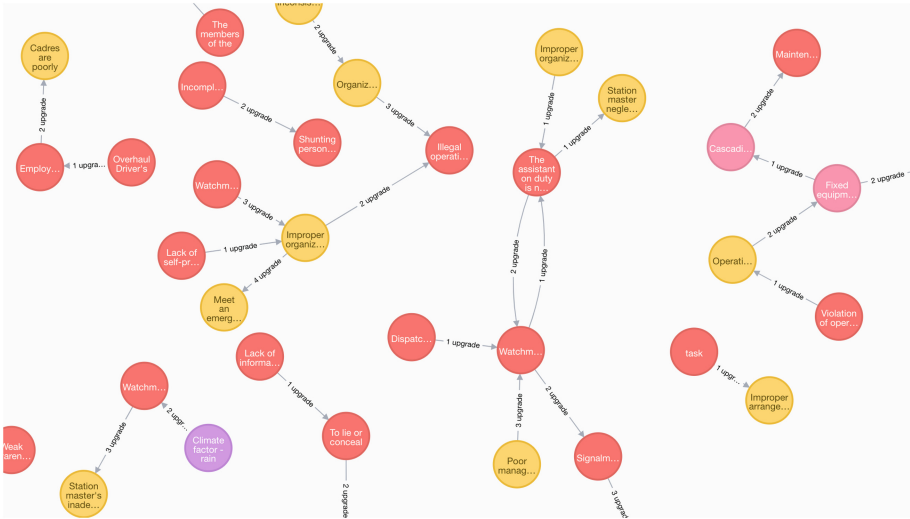 inconsis...
The
members
of the
Cadres
are
poorly
2 upgrade
Improper
organiz...
Mainten...
Organiz...
Incompl...
Station
master
negle...
2 upgrade
2 upgrade
3 upgrade
1 upgrade
2 upgrade
Shunting
person...
Illegal
operati...
1 upgrade
Cascadi...
Employ...
1 upgra...
Overhaul
Driver's
The
assistant
on duty
is n...
1 upgrade
Fixed
equipm...
2 upgrade
Watchm...
3 upgrade
2 upgrade
2 upgrade
Improper
organiz...
Lack of
self-pr...
1 upgrade
4 upgrade
2 upgrade
1 upgrade
Operati...
1 upgrade
Meet
an
emerg...
Violation
of oper...
Dispatc...
1 upgrade
Watchm...
task
Lack of
informa...
1 upgr...
Improper
arrange...
1 upgrade
Watchm...
3 upgrade
2 upgrade
3 upgrade
2 upgr...
To lie or
conceal
Climate
factor -
rain
Weak
aren...
Poor
manag...
Signalm...
Station
master's
inade...
2 upgrade
3 upgrade